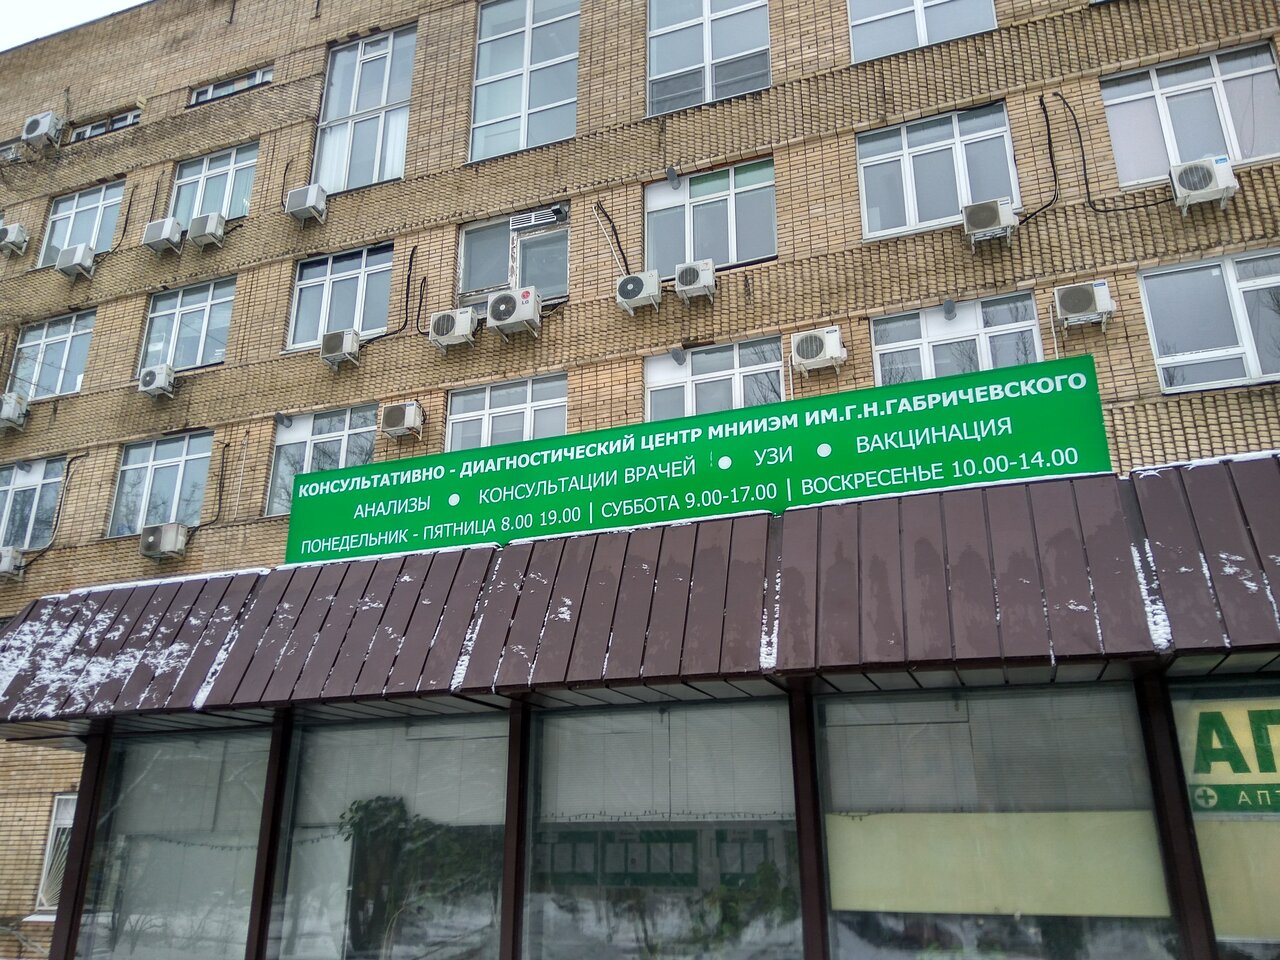 КОНСУЛЬТАТИВНО - ДИАГНОСТИЧЕСКИЙ ЦЕНТР МНИИЭМ ИМ.Г.Н.ГАБРИЧЕВСКОГО
АНАЛИЗЫ ● КОНСУЛЬТАЦИИ ВРАЧЕЙ ● УЗИ ● ВАКЦИНАЦИЯ
ПОНЕДЕЛЬНИК - ПЯТНИЦА 8.00 19.00 | СУББОТА 9.00-17.00 | ВОСКРЕСЕНЬЕ 10.00-14.00
LG